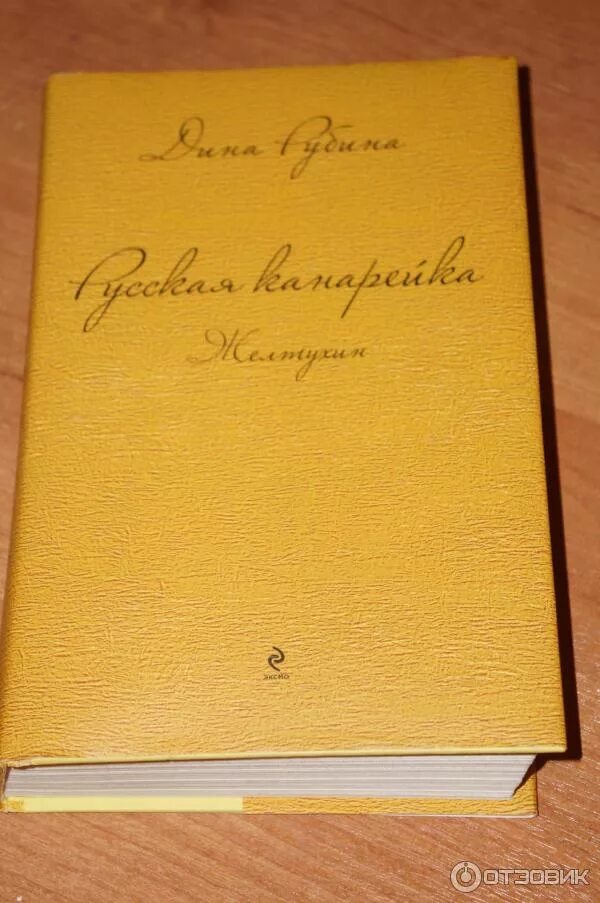 Дина Рубина
Русская канарейка
Желтухин
ЭКСМО
ОТЗОВИК